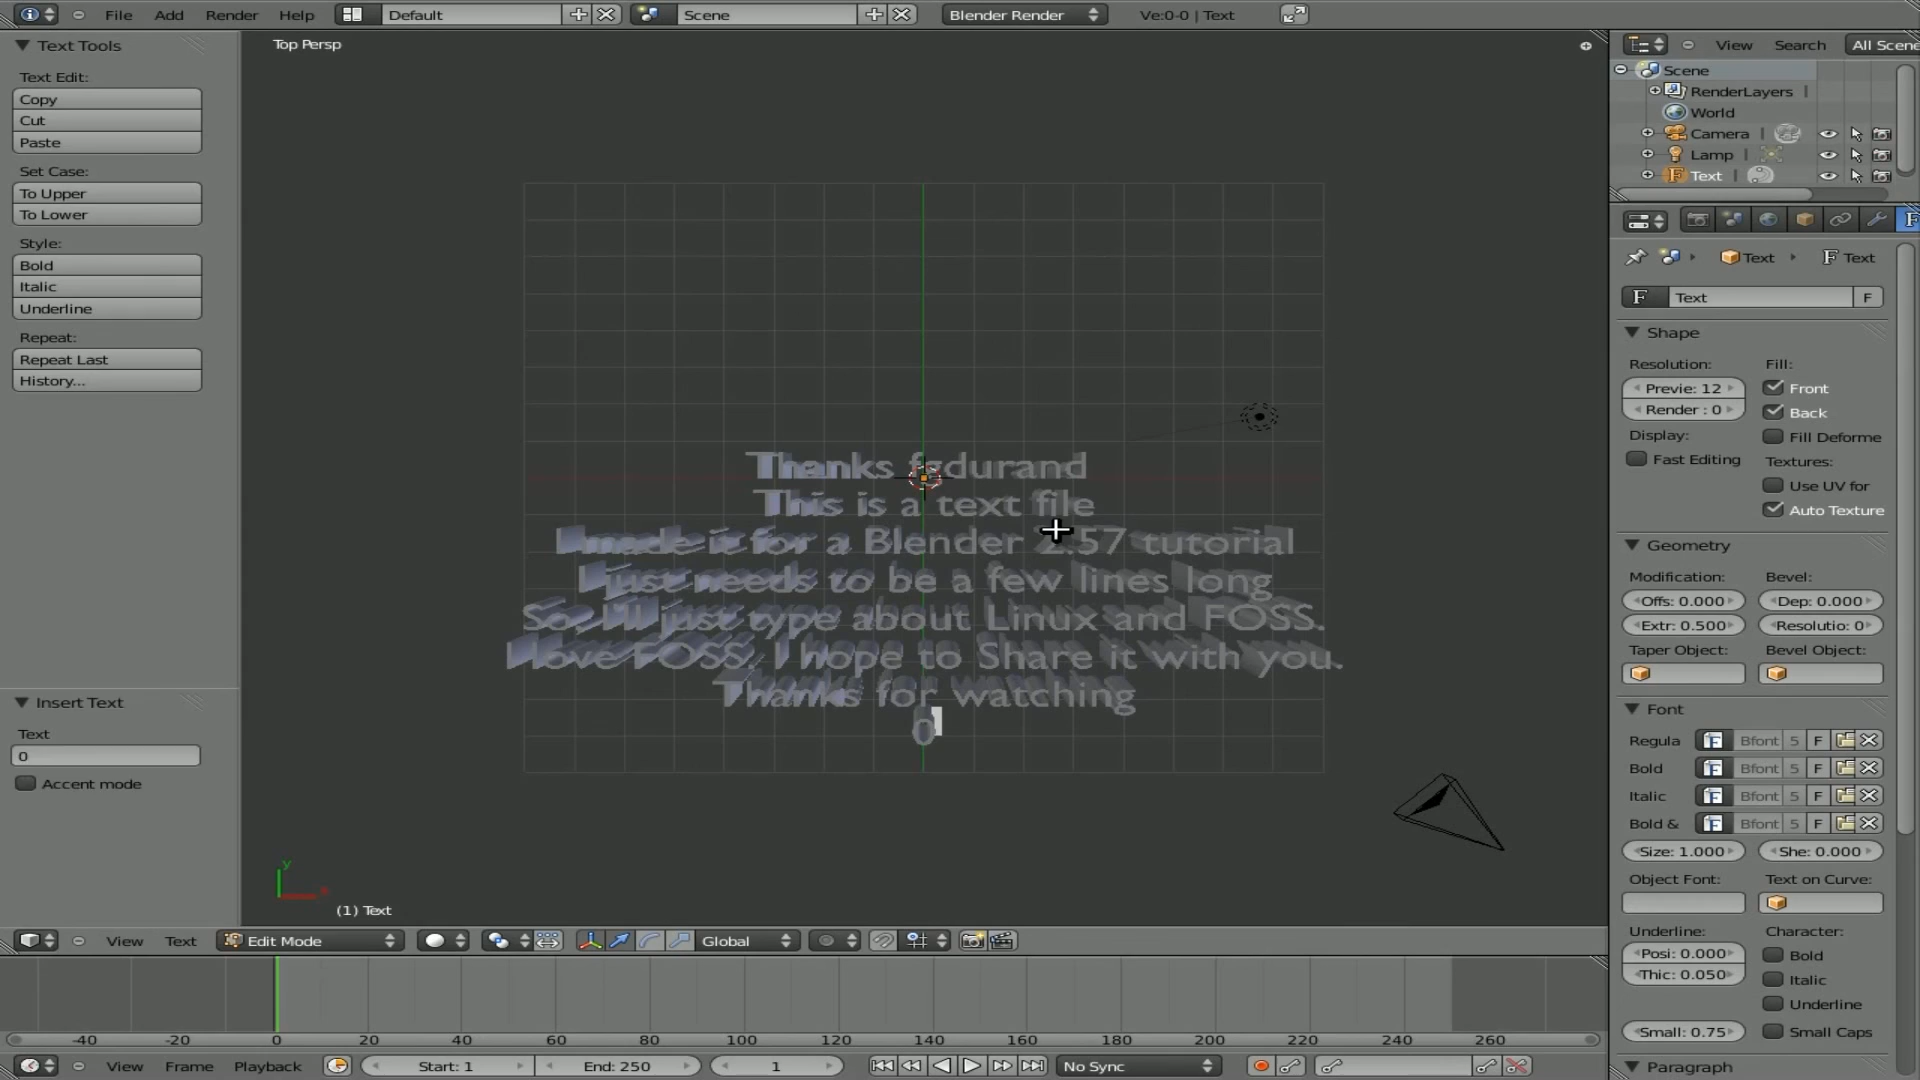 File Add Render Help Default Scene Blender Render Ve:0-0 | Text
Text Tools
Text Edit:
Copy
Cut
Paste
Set Case:
To Upper
To Lower
Style:
Bold
Italic
Underline
Repeat:
Repeat Last
History...
Insert Text
Text
0
Accent mode
Top Persp
Thanks fsdurand
This is a text file
I made it for a Blender 2.57 tutorial
I just needs to be a few lines long
So, I'll just type about Linux and FOSS.
I love FOSS. I hope to Share it with you.
Thanks for watching
0
y
(1) Text
View Text Edit Mode Global
-40 -20 0 20 40 60 80 100 120 140 160 180 200 220 240 260
View Frame Playback Start: 1 End: 250 1 No Sync
View Search All Scene
Scene
RenderLayers |
World
Camera |
Lamp |
Text |
Text F Text
F Text F
Shape
Resolution: Fill:
Previe: 12 Front
Render : 0 Back
Display: Fill Deforme
Fast Editing Textures:
Use UV for
Auto Texture
Geometry
Modification: Bevel:
Offs: 0.000 Dep: 0.000
Extr: 0.500 Resolutio: 0
Taper Object: Bevel Object:
Font
Regula F Bfont 5 F
Bold F Bfont 5 F
Italic F Bfont 5 F
Bold & F Bfont 5 F
Size: 1.000 She: 0.000
Object Font: Text on Curve:
Underline: Character:
Posi: 0.000 Bold
Thic: 0.050 Italic
Underline
Small: 0.75 Small Caps
Paragraph